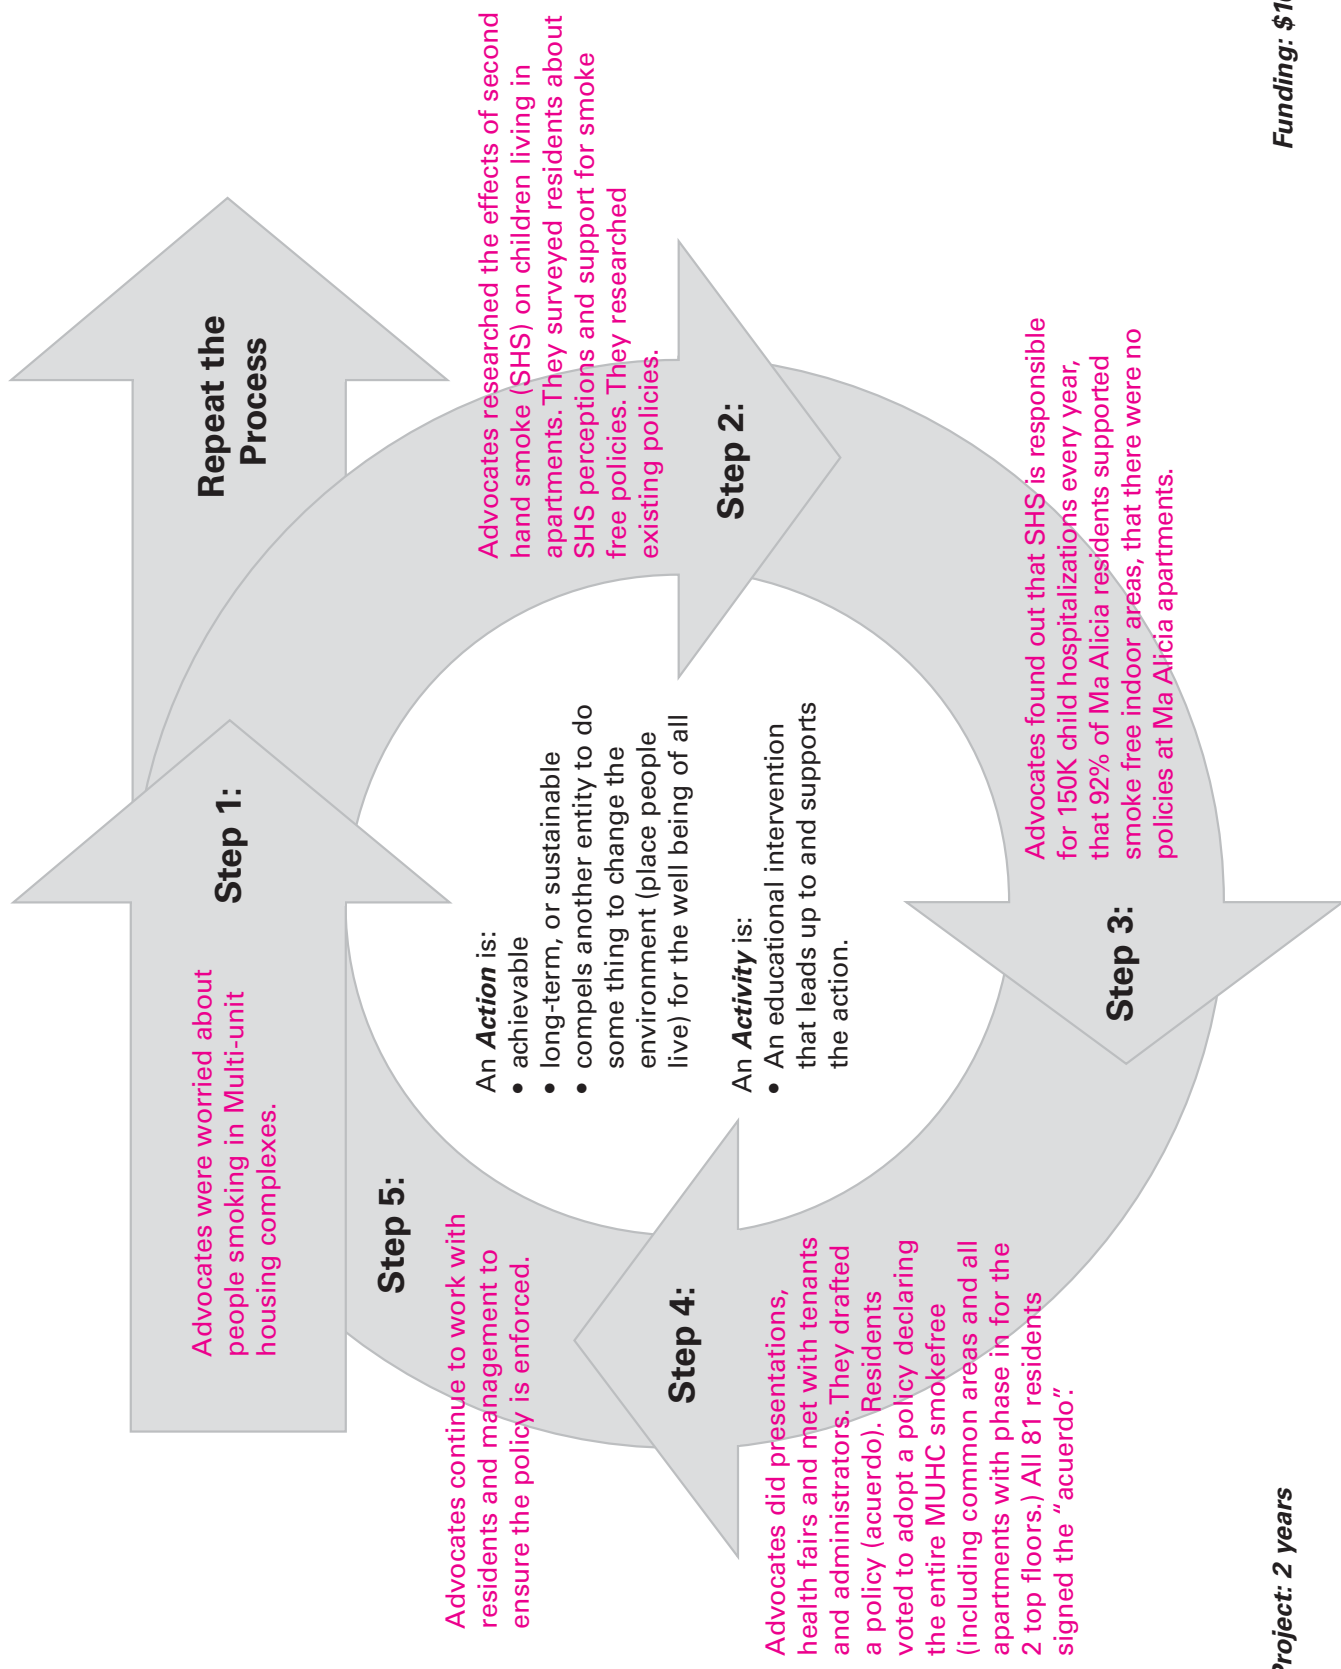 Repeat the
Process
Step 1:
Advocates were worried about
people smoking in Multi-unit
housing complexes.
Step 2:
Advocates researched the effects of second
hand smoke (SHS) on children living in
apartments. They surveyed residents about
SHS perceptions and support for smoke
free policies. They researched
existing policies.
Step 3:
Advocates found out that SHS is responsible
for 150K child hospitalizations every year,
that 92% of Ma Alicia residents supported
smoke free indoor areas, that there were no
policies at Ma Alicia apartments.
Step 4:
Advocates did presentations,
health fairs and met with tenants
and administrators. They drafted
a policy (acuerdo). Residents
voted to adopt a policy declaring
the entire MUHC smokefree
(including common areas and all
apartments with phase in for the
2 top floors.) All 81 residents
signed the “acuerdo”.
Step 5:
Advocates continue to work with
residents and management to
ensure the policy is enforced.
An Action is:
• achievable
• long-term, or sustainable
• compels another entity to do
some thing to change the
environment (place people
live) for the well being of all
An Activity is:
• An educational intervention
that leads up to and supports
the action.
Project: 2 years
Funding: